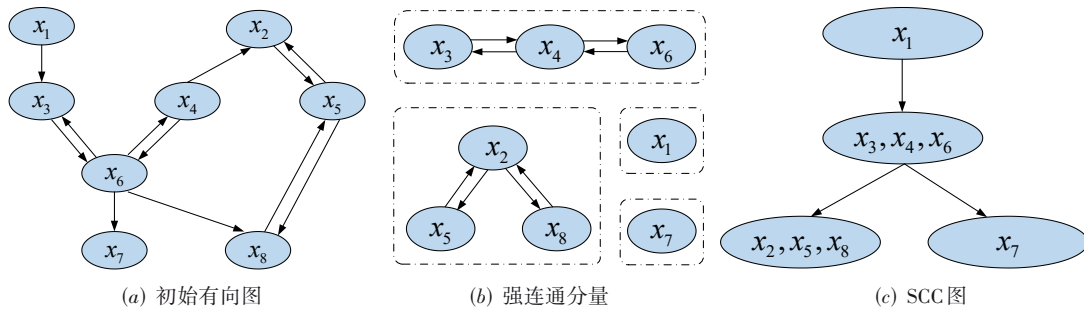 x₁
x₂
x₃
x₄
x₅
x₆
x₇
x₈
(a) 初始有向图
x₃ x₄ x₆
x₂
x₅ x₈
x₁
x₇
(b) 强连通分量
x₁
x₃, x₄, x₆
x₂, x₅, x₈
x₇
(c) SCC图